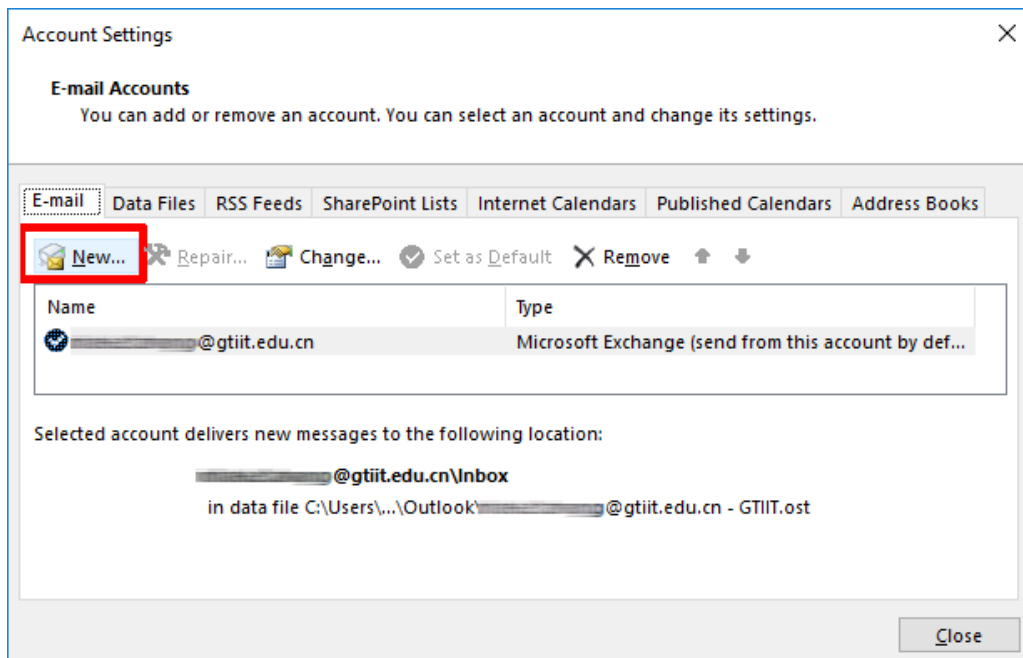 Account Settings
E-mail Accounts
You can add or remove an account. You can select an account and change its settings.
E-mail Data Files RSS Feeds SharePoint Lists Internet Calendars Published Calendars Address Books
New... Repair... Change... Set as Default Remove
Name Type
@gtiit.edu.cn Microsoft Exchange (send from this account by def...
Selected account delivers new messages to the following location:
@gtiit.edu.cn\Inbox
in data file C:\Users\...\Outlook\ @gtiit.edu.cn - GTIIT.ost
Close